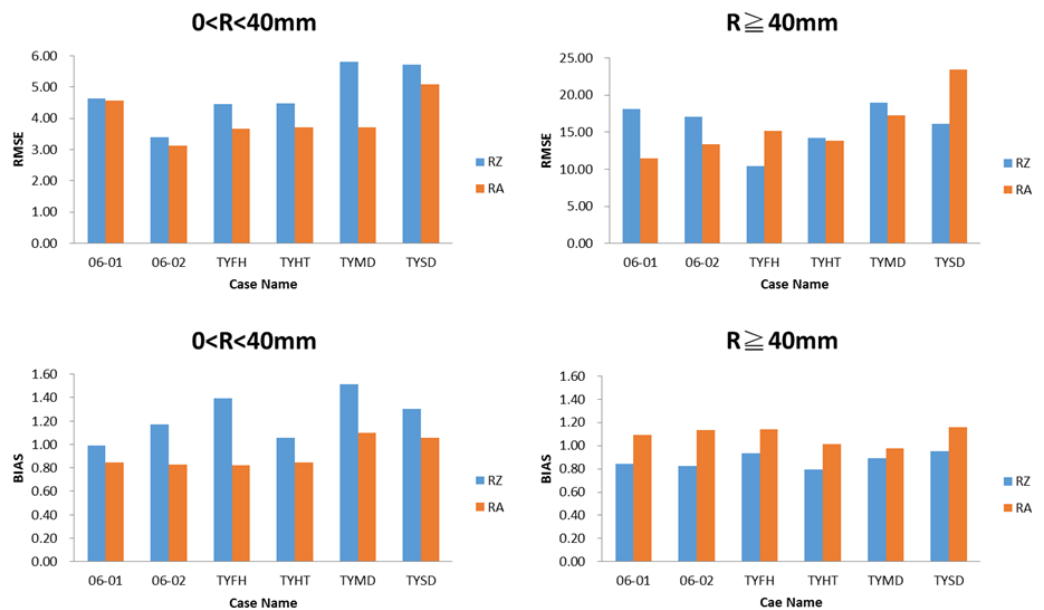 0<R<40mm
6.00
5.00
4.00
3.00
2.00
1.00
0.00
RMSE
06-01 06-02 TYFH TYHT TYMD TYSD
Case Name
RZ
RA
R≧40mm
25.00
20.00
15.00
10.00
5.00
0.00
RMSE
06-01 06-02 TYFH TYHT TYMD TYSD
Case Name
RZ
RA
0<R<40mm
1.60
1.40
1.20
1.00
0.80
0.60
0.40
0.20
0.00
BIAS
06-01 06-02 TYFH TYHT TYMD TYSD
Case Name
RZ
RA
R≧40mm
1.60
1.40
1.20
1.00
0.80
0.60
0.40
0.20
0.00
BIAS
06-01 06-02 TYFH TYHT TYMD TYSD
Cae Name
RZ
RA